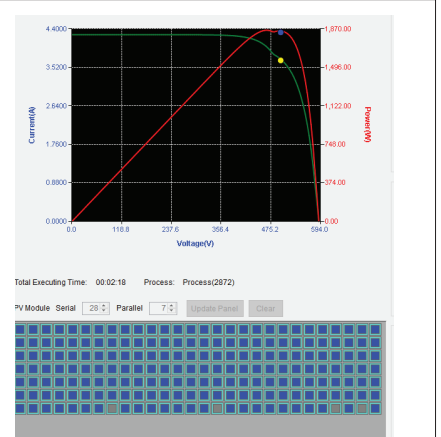 4.4000
1,870.00
3.5200
1,496.00
2.6400
1,122.00
Current(A)
Power(W)
1.7600
748.00
0.8800
374.00
0.0000
0.00
0.0 118.8 237.6 356.4 475.2 594.0
Voltage(V)
Total Executing Time: 00:02:18 Process: Process(2872)
PV Module Serial 28 Parallel 7 Update Panel Clear